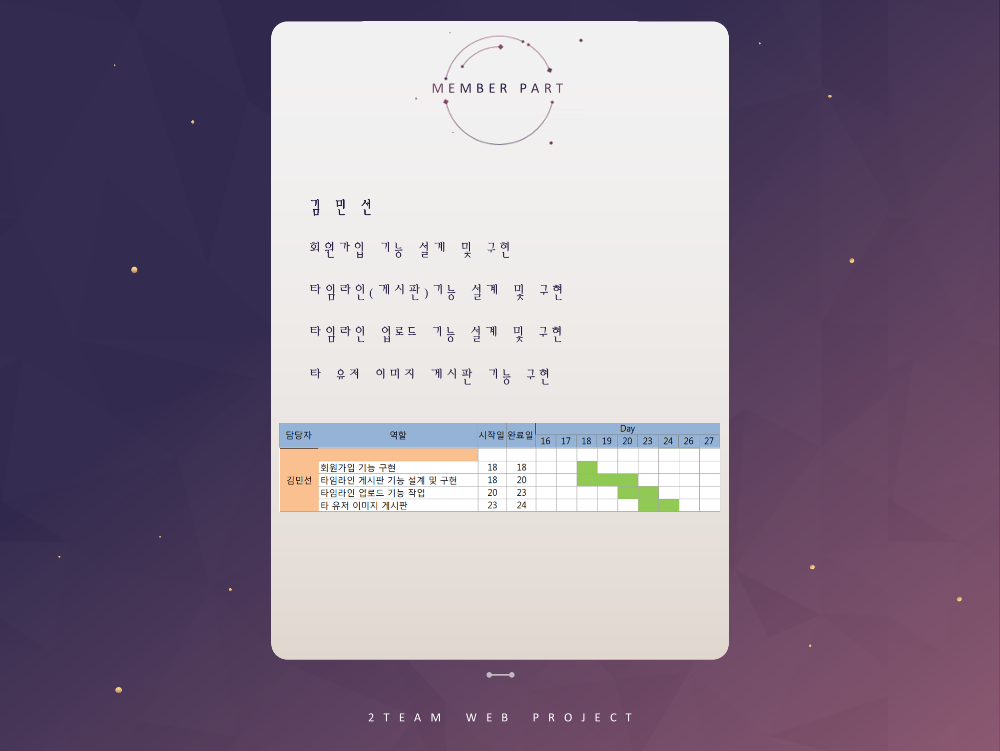 MEMBER PART
김 민 선
회원가입 기능 설계 및 구현
타임라인(게시판)기능 설계 및 구현
타임라인 업로드 기능 설계 및 구현
타 유저 이미지 게시판 기능 구현
담당자 역할 시작일 완료일 Day
16 17 18 19 20 23 24 26 27
김민선
회원가입 기능 구현 18 18
타임라인 게시판 기능 설계 및 구현 18 20
타임라인 업로드 기능 작업 20 23
타 유저 이미지 게시판 23 24
2TEAM WEB PROJECT